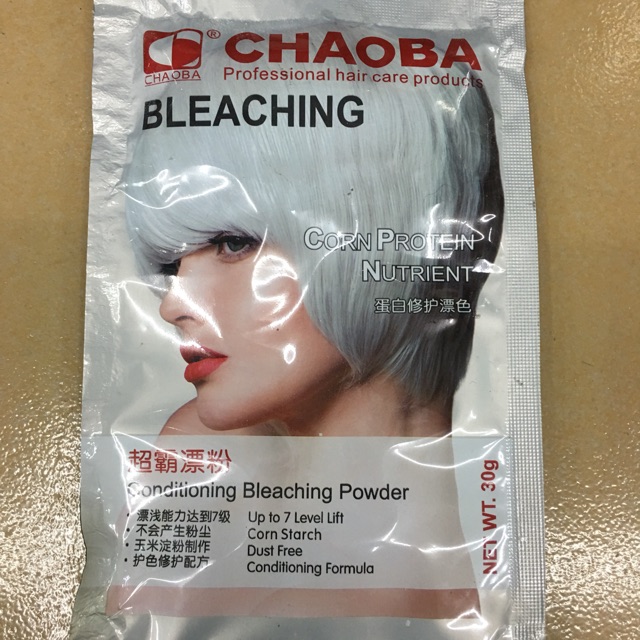 CHAOBA
®
CHAOBA
Professional hair care products
BLEACHING
CORN PROTEIN
NUTRIENT
蛋白修护漂色
超霸漂粉
Conditioning Bleaching Powder
• 漂浅能力达到7级 Up to 7 Level Lift
• 不会产生粉尘 Corn Starch
• 玉米淀粉制作 Dust Free
• 护色修护配方 Conditioning Formula
NET WT. 30g